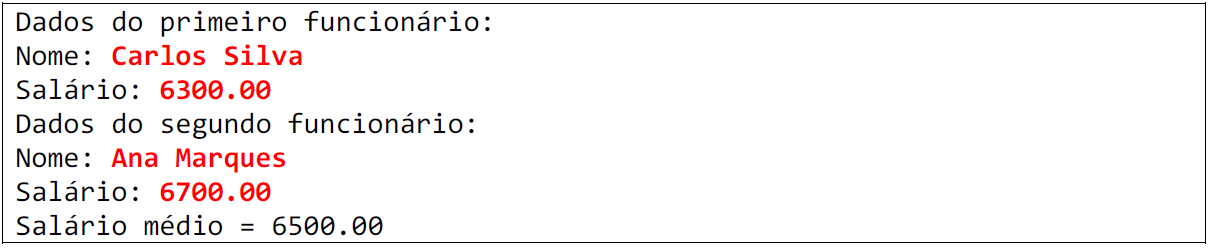 Dados do primeiro funcionário:
Nome: Carlos Silva
Salário: 6300.00
Dados do segundo funcionário:
Nome: Ana Marques
Salário: 6700.00
Salário médio = 6500.00